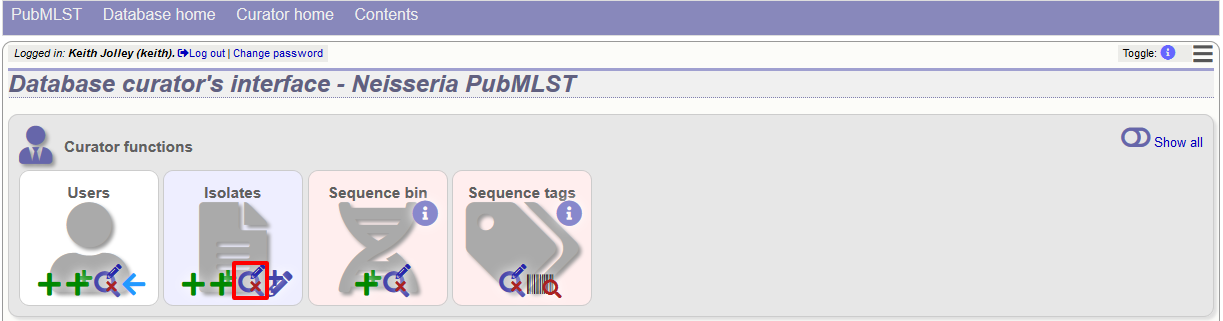 PubMLST Database home Curator home Contents
Logged in: Keith Jolley (keith). Log out | Change password Toggle: i
Database curator's interface - Neisseria PubMLST
Curator functions Show all
Users Isolates Sequence bin Sequence tags
i i